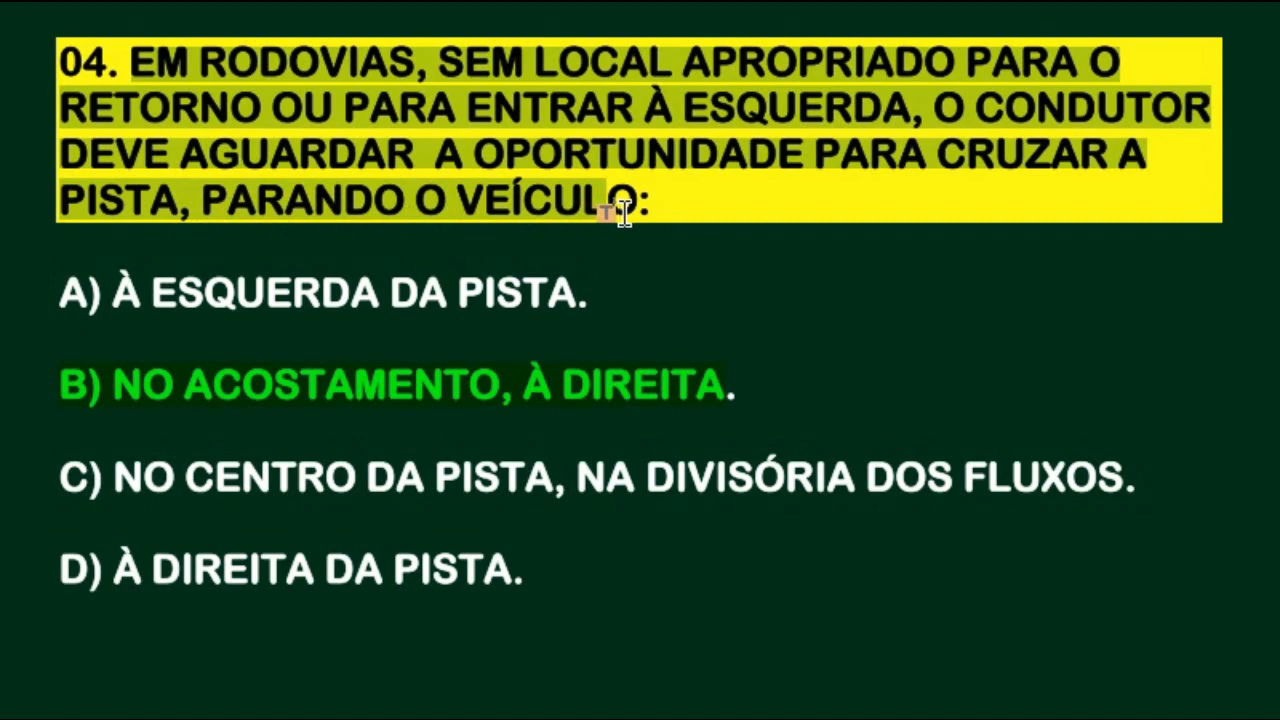 04. EM RODOVIAS, SEM LOCAL APROPRIADO PARA O
RETORNO OU PARA ENTRAR À ESQUERDA, O CONDUTOR
DEVE AGUARDAR A OPORTUNIDADE PARA CRUZAR A
PISTA, PARANDO O VEÍCULO:
A) À ESQUERDA DA PISTA.
B) NO ACOSTAMENTO, À DIREITA.
C) NO CENTRO DA PISTA, NA DIVISÓRIA DOS FLUXOS.
D) À DIREITA DA PISTA.